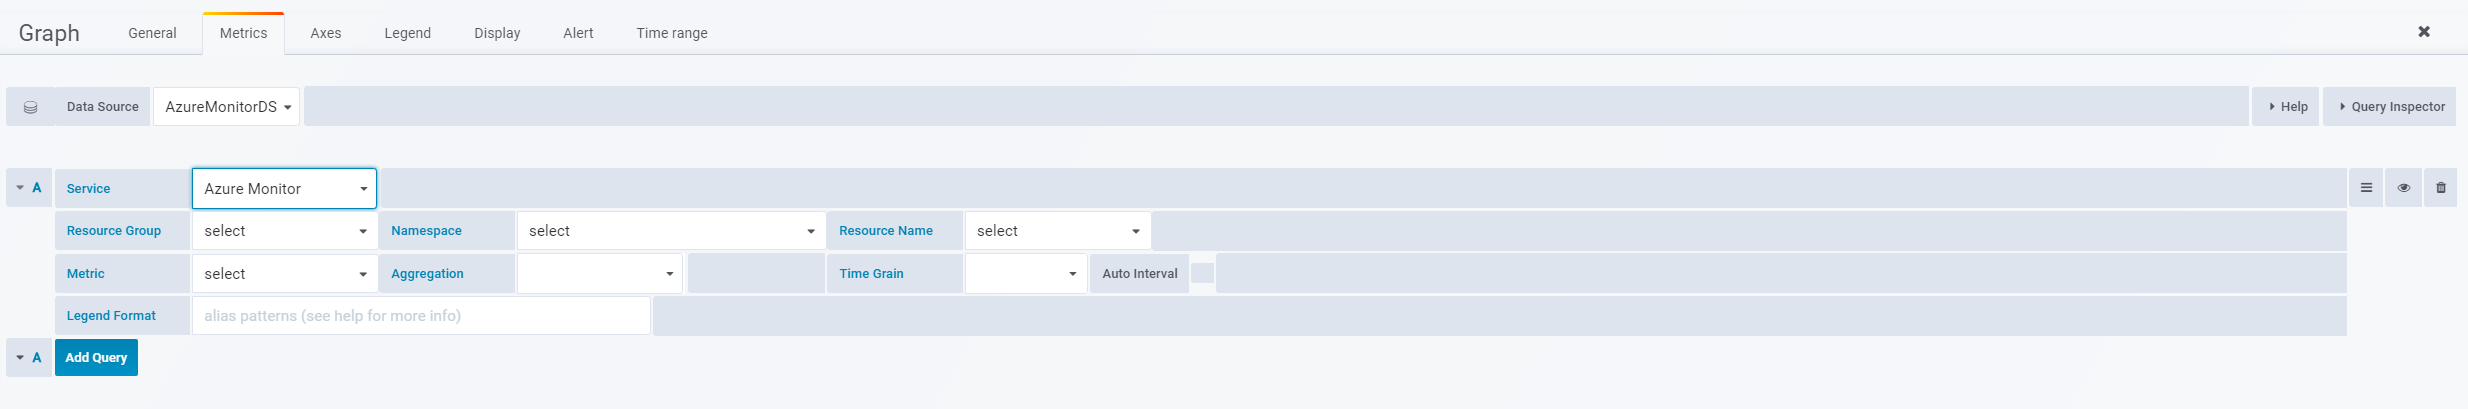 Graph General Metrics Axes Legend Display Alert Time range
Data Source AzureMonitorDS Help Query Inspector
A Service Azure Monitor
Resource Group select Namespace select Resource Name select
Metric select Aggregation Time Grain Auto Interval
Legend Format alias patterns (see help for more info)
A Add Query